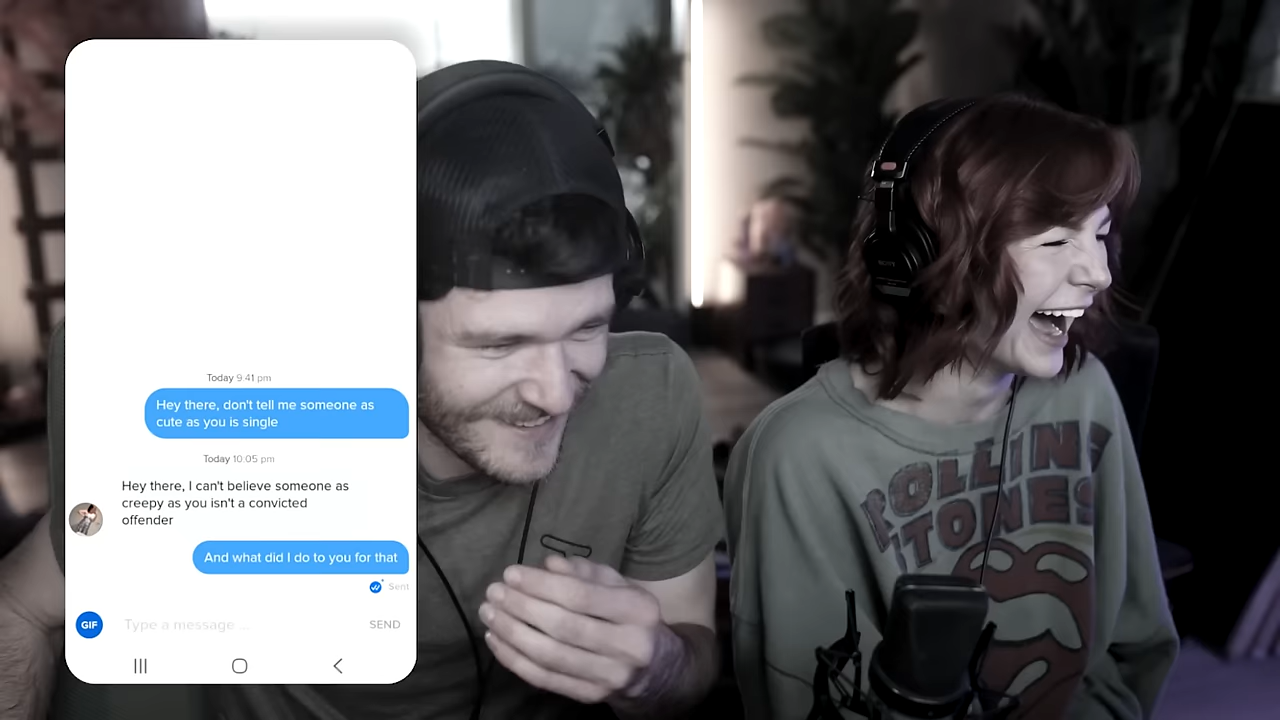 Today 9:41 pm
Hey there, don't tell me someone as
cute as you is single
Today 10:05 pm
Hey there, I can't believe someone as
creepy as you isn't a convicted
offender
And what did I do to you for that
Sent
GIF
Type a message ...
SEND
ROLLING
STONES